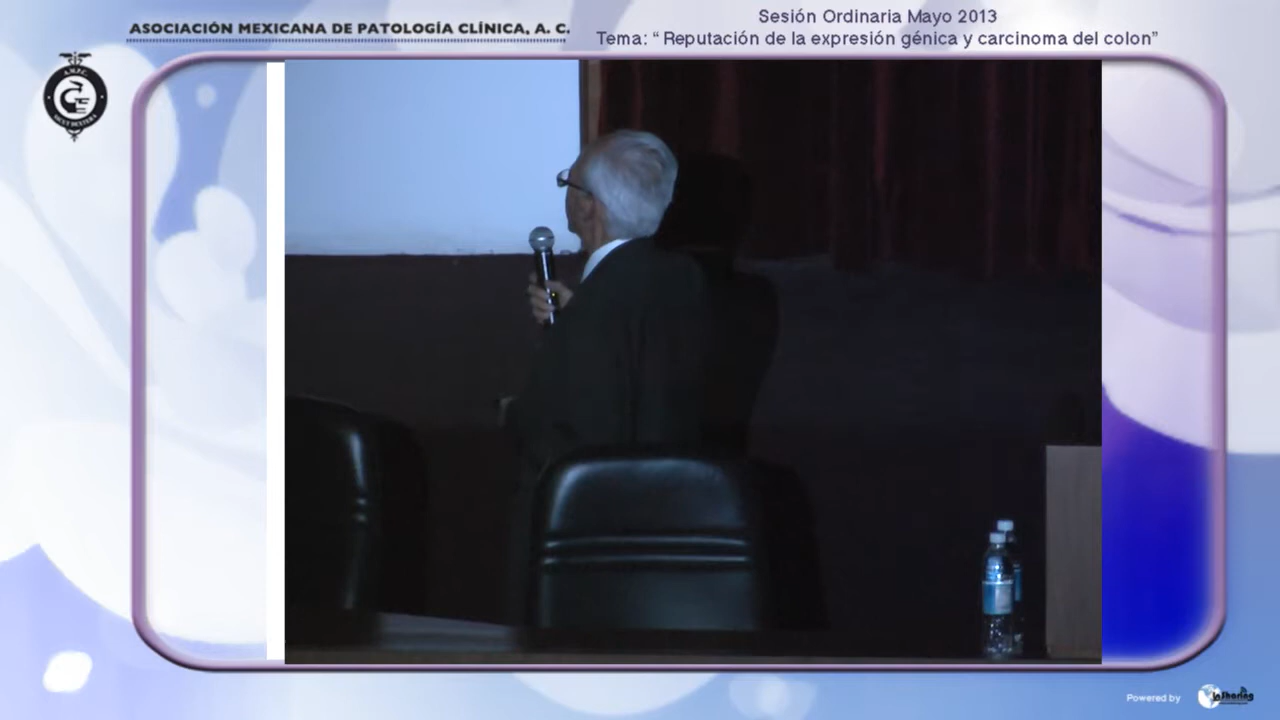 ASOCIACIÓN MEXICANA DE PATOLOGÍA CLÍNICA, A. C.
Sesión Ordinaria Mayo 2013
Tema: “ Reputación de la expresión génica y carcinoma del colon”
A.M.P.C.
Powered by
InSharing